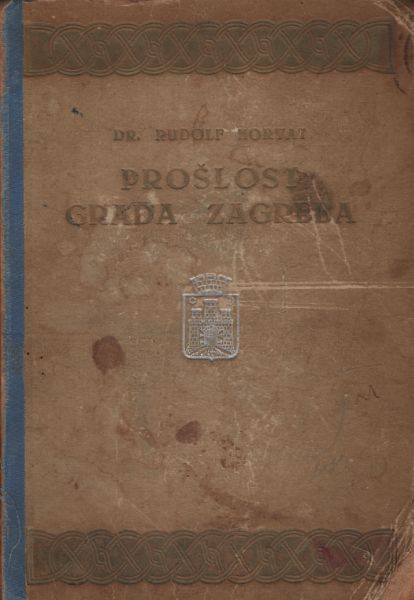 DR. RUDOLF HORVAT
PROŠLOST
GRADA ZAGREBA